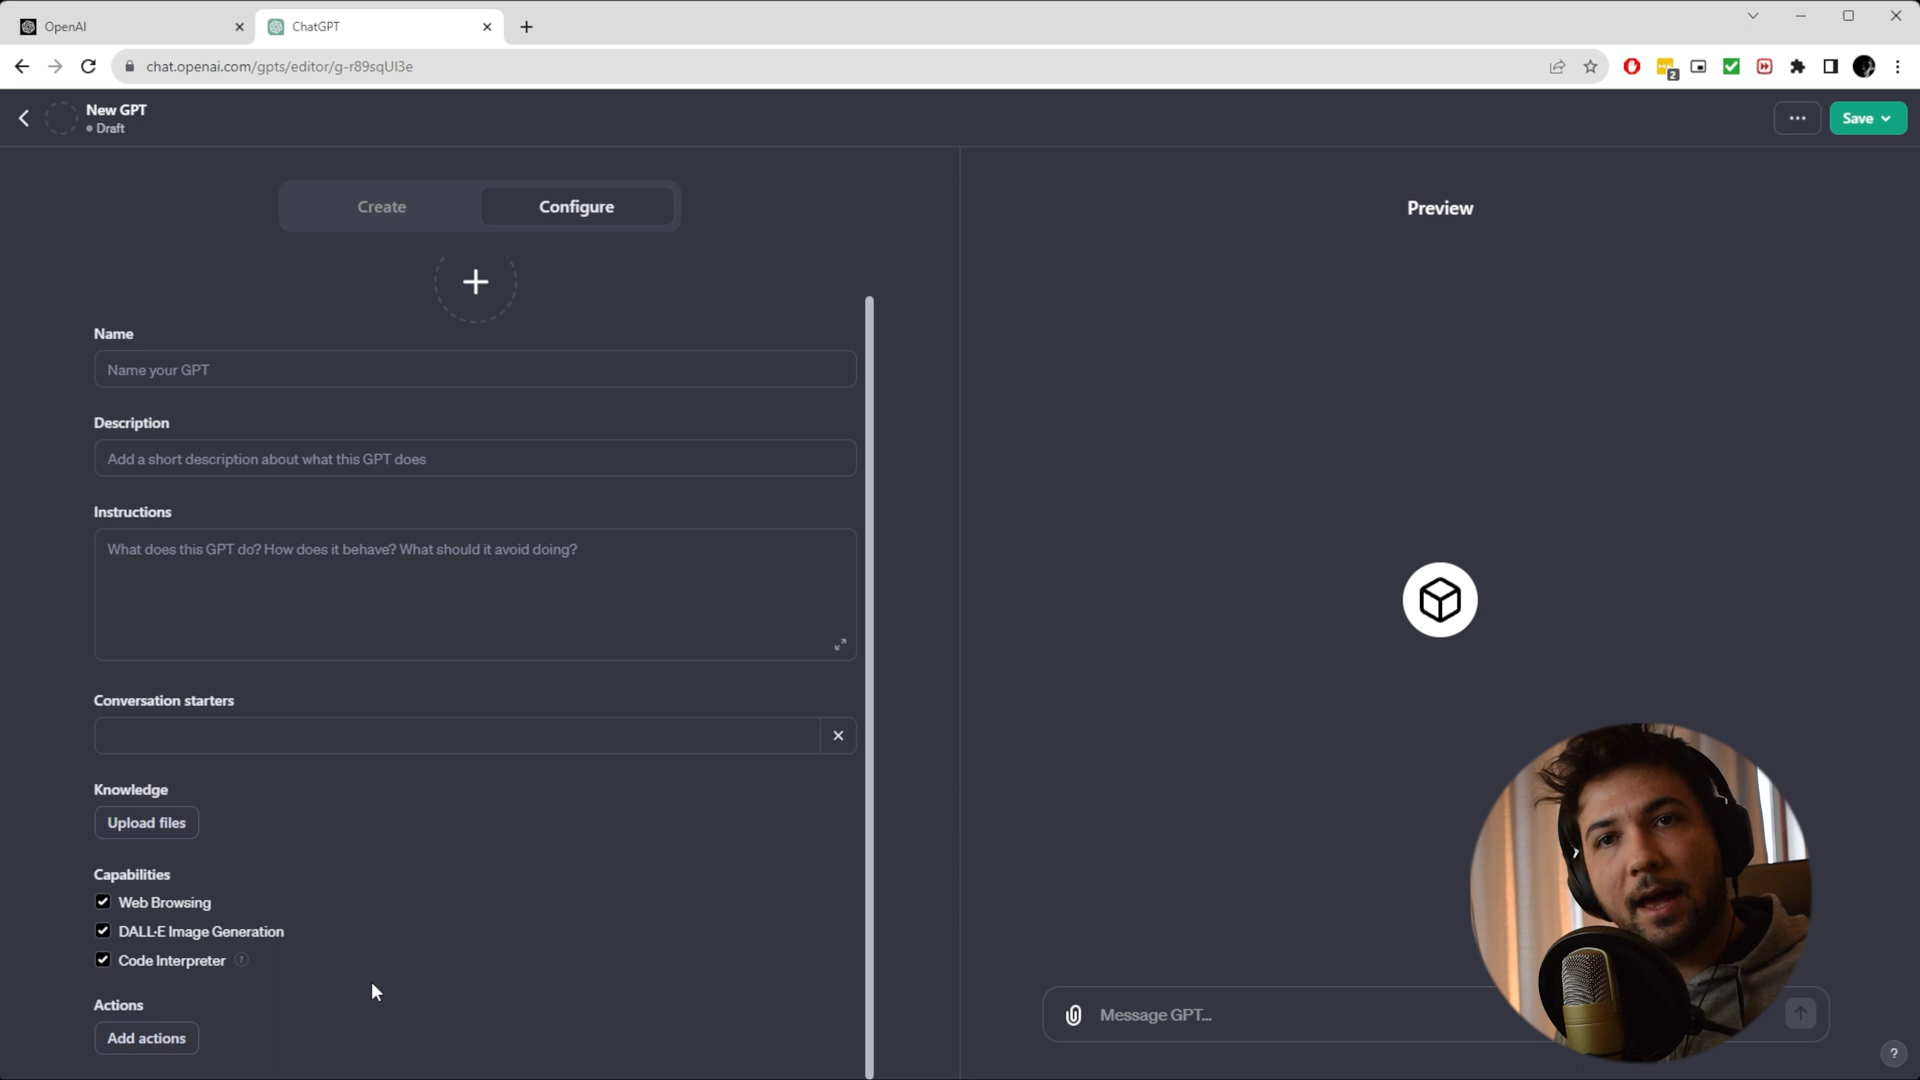 OpenAI
ChatGPT
chat.openai.com/gpts/editor/g-r89sqUI3e
2
New GPT
Draft
Save
Create
Configure
Preview
Name
Name your GPT
Description
Add a short description about what this GPT does
Instructions
What does this GPT do? How does it behave? What should it avoid doing?
Conversation starters
Knowledge
Upload files
Capabilities
Web Browsing
DALL·E Image Generation
Code Interpreter ?
Actions
Add actions
Message GPT...
?